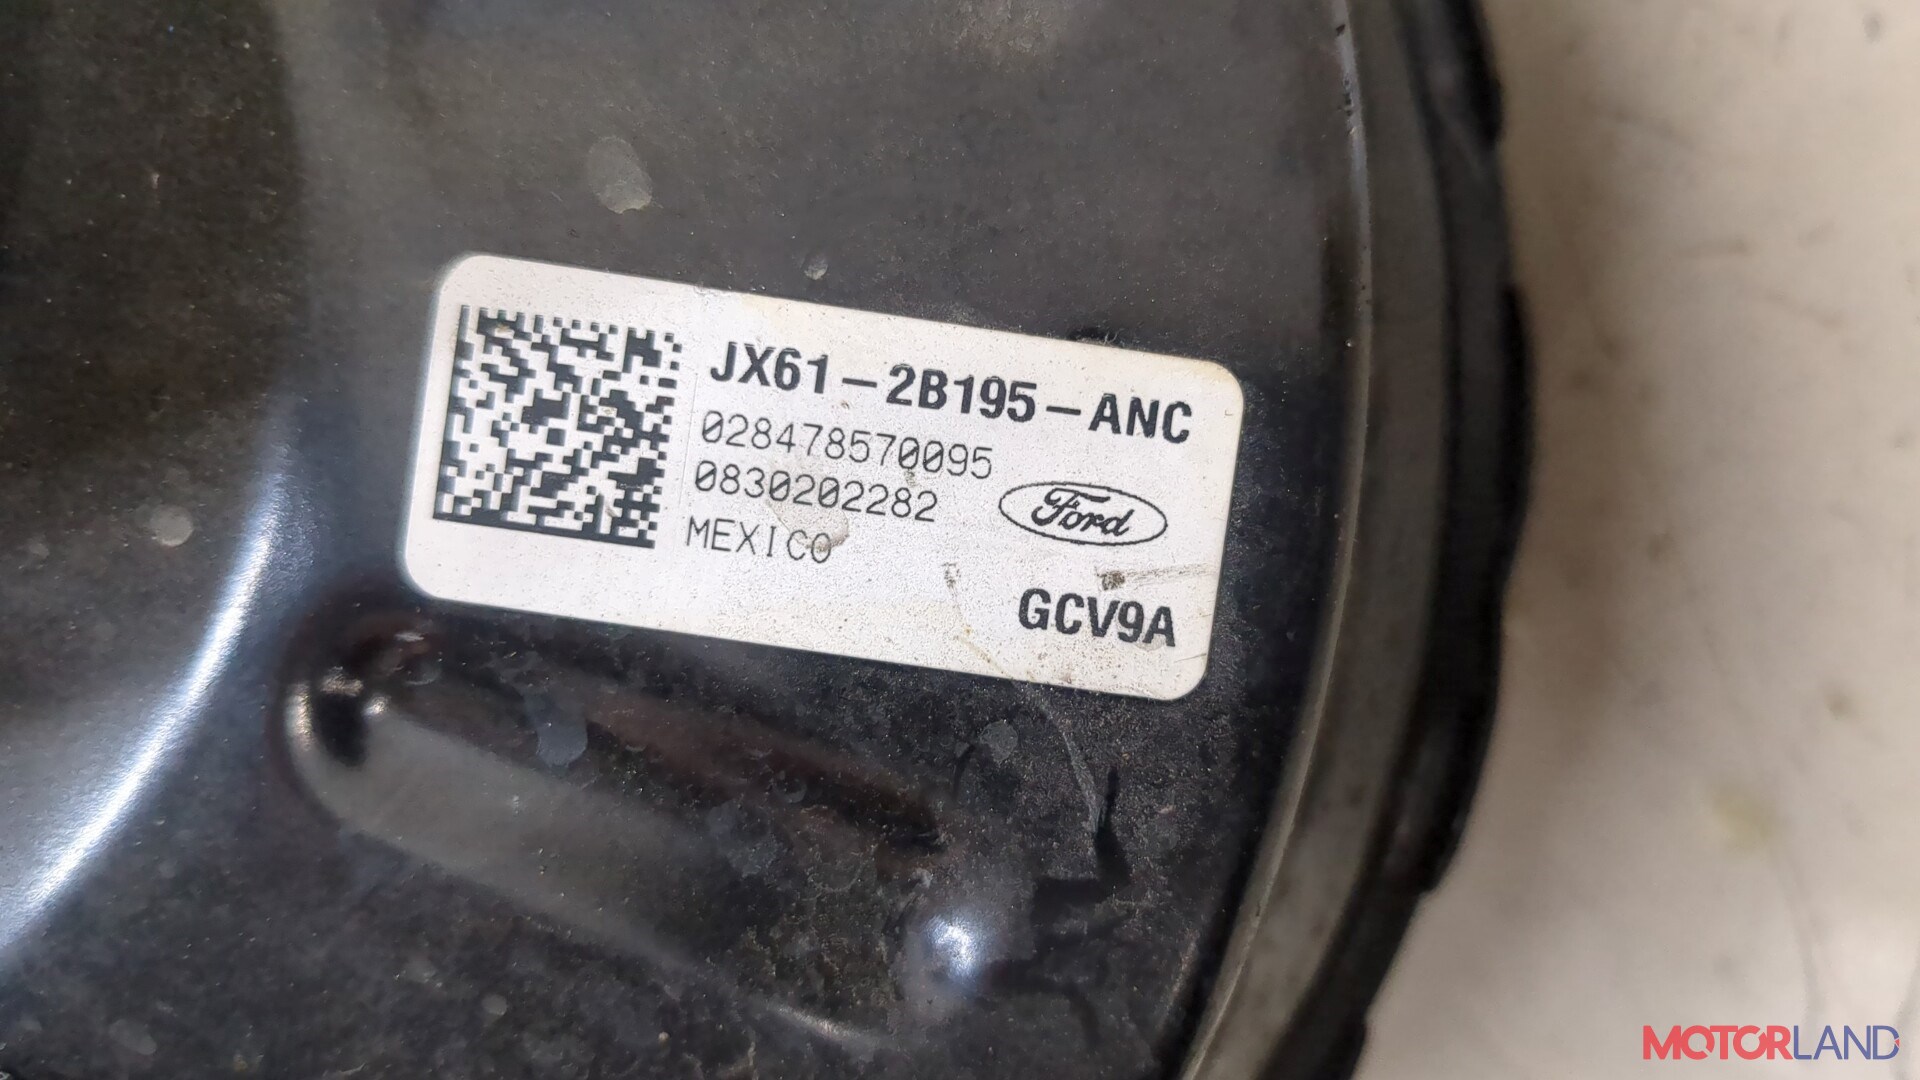 JX61-2B195-ANC
028478570095
0830202282
Ford
MEXICO
GCV9A
MOTORLAND